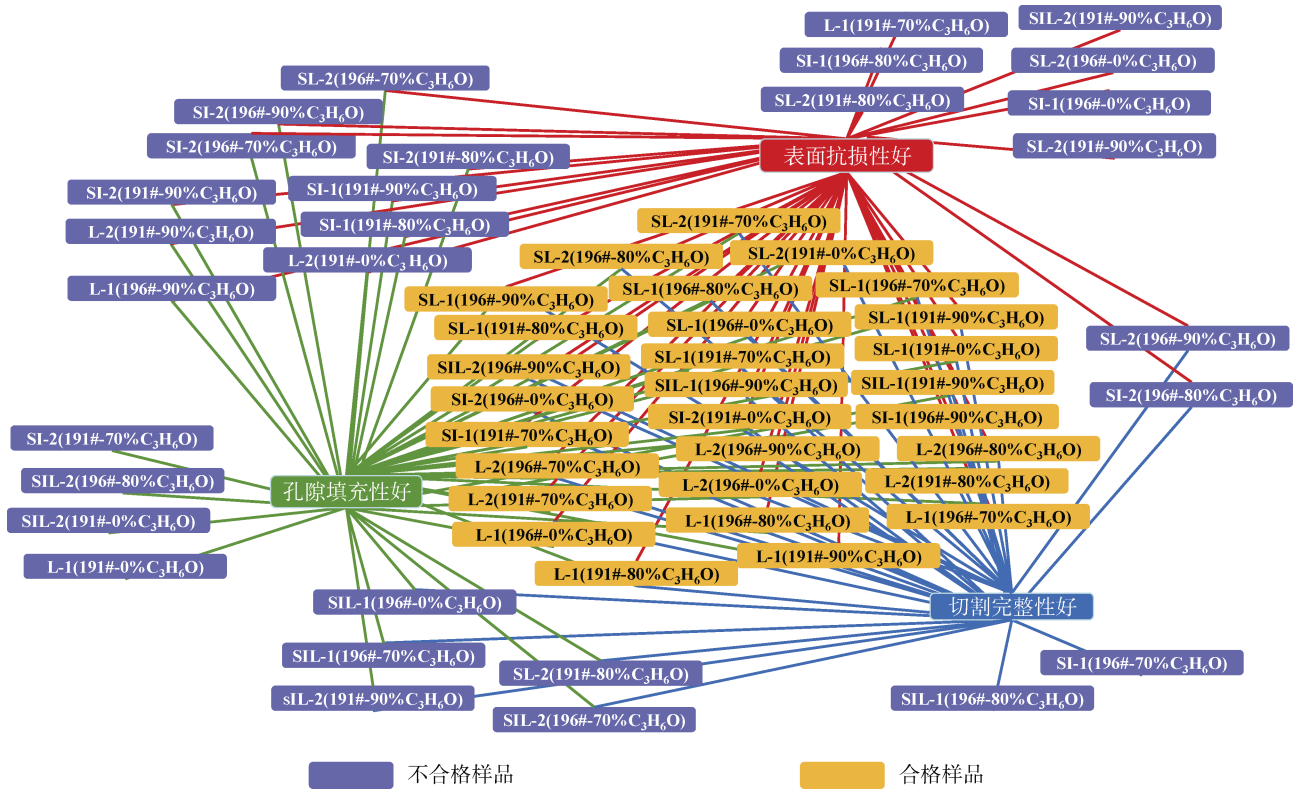 L-1(191#-70%C₃H₆O)
SIL-2(191#-90%C₃H₆O)
SI-1(196#-80%C₃H₆O)
SL-2(196#-0%C₃H₆O)
SL-2(196#-70%C₃H₆O)
SL-2(191#-80%C₃H₆O)
SI-1(196#-0%C₃H₆O)
SI-2(196#-90%C₃H₆O)
SI-2(196#-70%C₃H₆O)
SI-2(191#-80%C₃H₆O)
表面抗损性好
SL-2(191#-90%C₃H₆O)
SI-2(191#-90%C₃H₆O)
SI-1(191#-90%C₃H₆O)
L-2(191#-90%C₃H₆O)
SI-1(191#-80%C₃H₆O)
SL-2(191#-70%C₃H₆O)
L-2(191#-0%C₃H₆O)
SL-2(196#-80%C₃H₆O)
SL-2(191#-0%C₃H₆O)
L-1(196#-90%C₃H₆O)
SL-1(196#-90%C₃H₆O)
SL-1(196#-80%C₃H₆O)
SL-1(196#-70%C₃H₆O)
SL-1(191#-80%C₃H₆O)
SL-1(196#-0%C₃H₆O)
SL-1(191#-90%C₃H₆O)
SL-2(196#-90%C₃H₆O)
SIL-2(196#-90%C₃H₆O)
SL-1(191#-70%C₃H₆O)
SL-1(191#-0%C₃H₆O)
SI-2(196#-0%C₃H₆O)
SIL-1(196#-90%C₃H₆O)
SIL-1(191#-90%C₃H₆O)
SI-2(196#-80%C₃H₆O)
SI-2(191#-70%C₃H₆O)
SI-1(191#-70%C₃H₆O)
SI-2(191#-0%C₃H₆O)
SI-1(196#-90%C₃H₆O)
L-2(196#-70%C₃H₆O)
L-2(196#-90%C₃H₆O)
L-2(196#-80%C₃H₆O)
SIL-2(196#-80%C₃H₆O)
孔隙填充性好
L-2(191#-70%C₃H₆O)
L-2(196#-0%C₃H₆O)
L-2(191#-80%C₃H₆O)
SIL-2(191#-0%C₃H₆O)
L-1(196#-0%C₃H₆O)
L-1(196#-80%C₃H₆O)
L-1(196#-70%C₃H₆O)
L-1(191#-0%C₃H₆O)
L-1(191#-80%C₃H₆O)
L-1(191#-90%C₃H₆O)
SIL-1(196#-0%C₃H₆O)
切割完整性好
SIL-1(196#-70%C₃H₆O)
SL-2(191#-80%C₃H₆O)
SI-1(196#-70%C₃H₆O)
sIL-2(191#-90%C₃H₆O)
SIL-2(196#-70%C₃H₆O)
SIL-1(196#-80%C₃H₆O)
不合格样品
合格样品